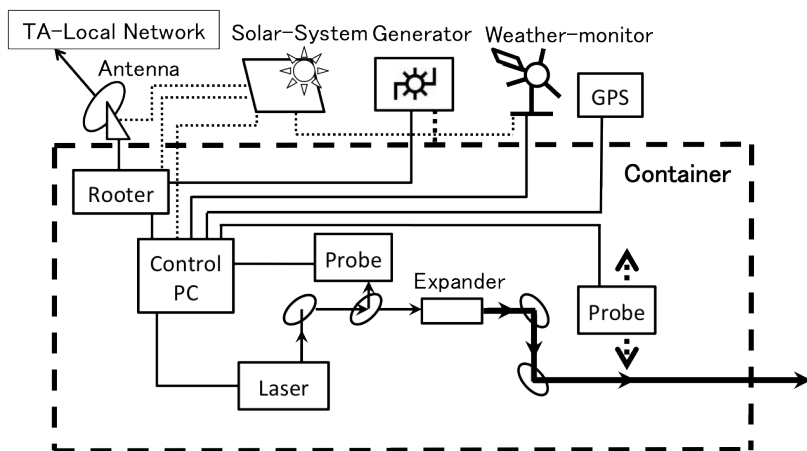 TA-Local Network
Solar-System Generator
Weather-monitor
Antenna
GPS
Rooter
Container
Control
PC
Probe
Expander
Probe
Laser